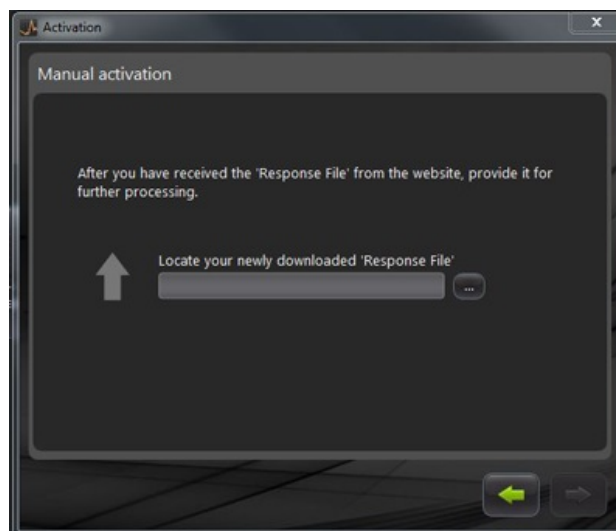 Activation
x
Manual activation
After you have received the 'Response File' from the website, provide it for
further processing.
Locate your newly downloaded 'Response File'
...